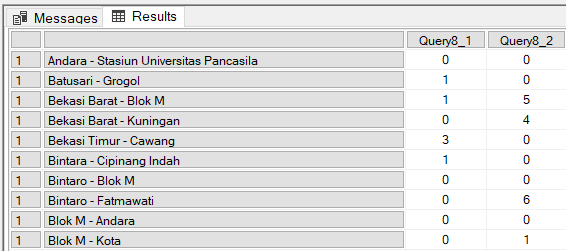 Messages Results
Query8_1 Query8_2
1 Andara - Stasiun Universitas Pancasila 0 0
1 Batusari - Grogol 1 0
1 Bekasi Barat - Blok M 1 5
1 Bekasi Barat - Kuningan 0 4
1 Bekasi Timur - Cawang 3 0
1 Bintara - Cipinang Indah 1 0
1 Bintaro - Blok M 0 0
1 Bintaro - Fatmawati 0 6
1 Blok M - Andara 0 0
1 Blok M - Kota 0 1